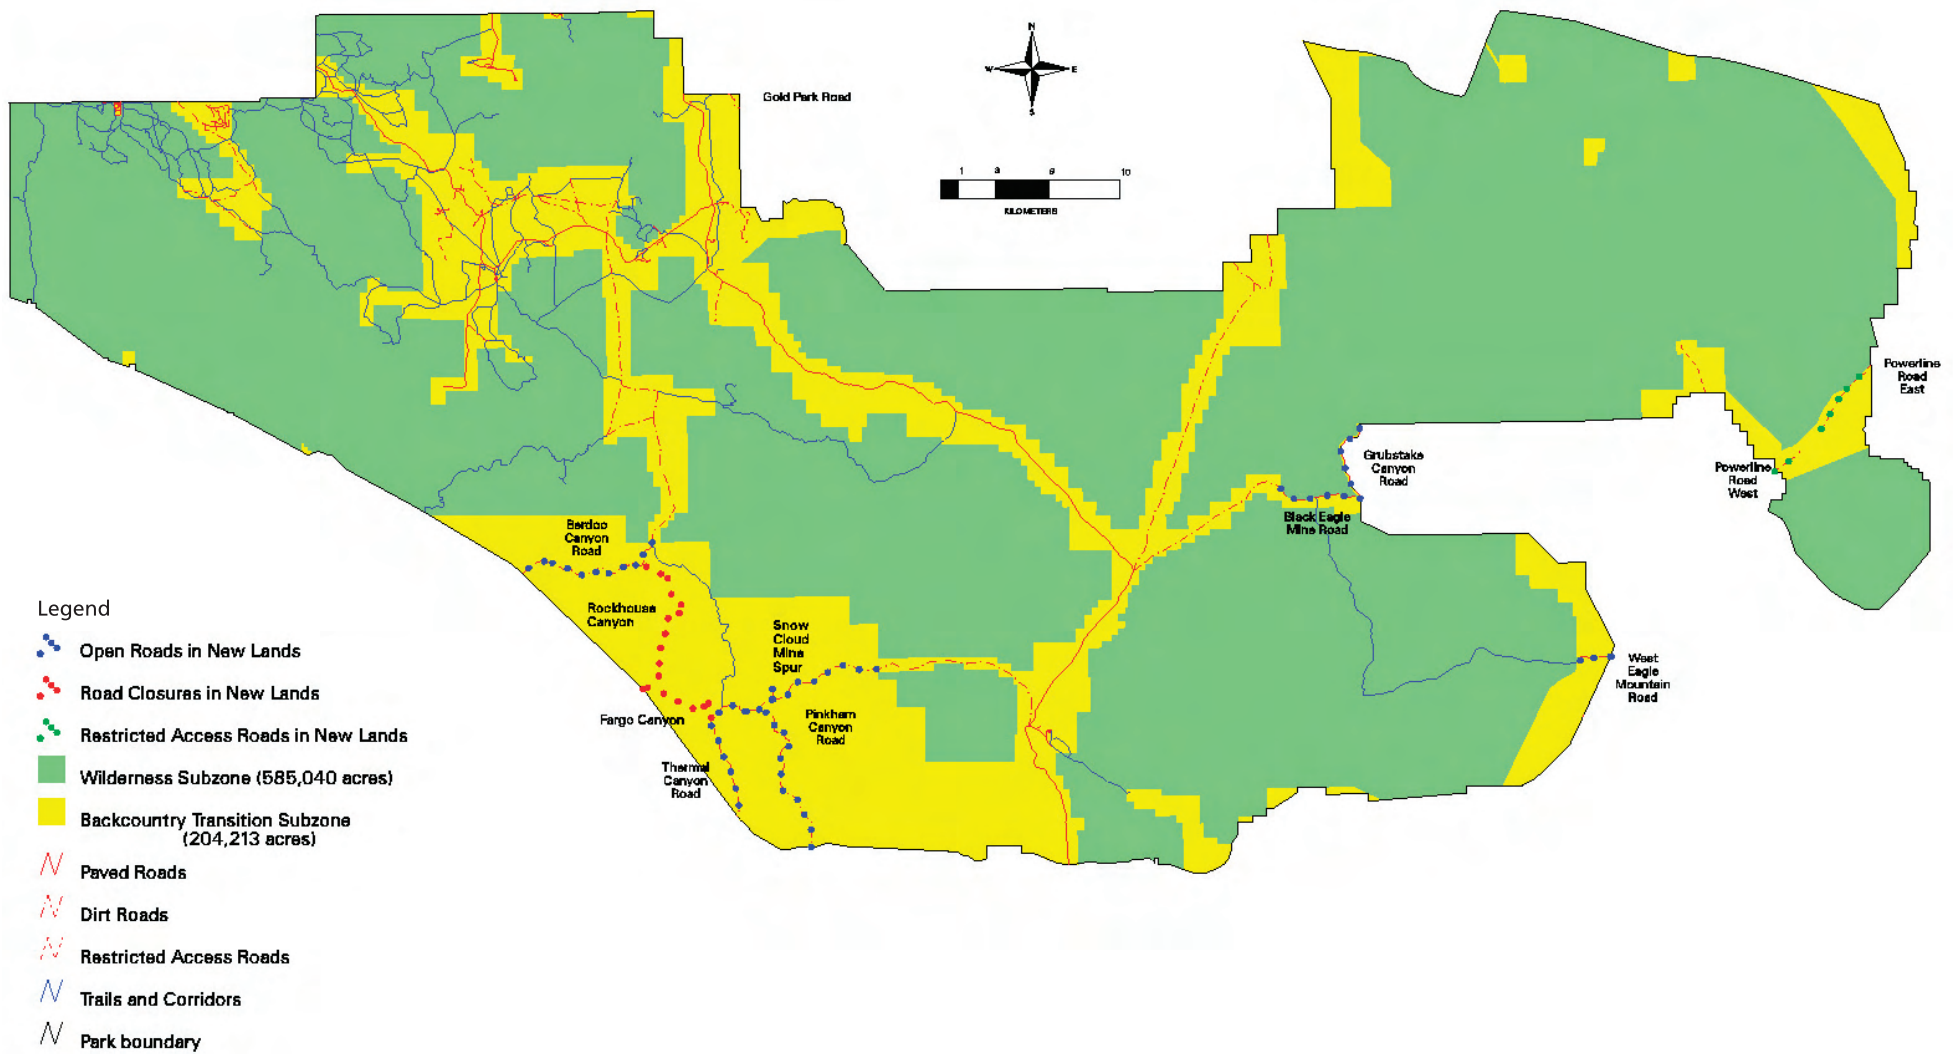 N
W
E
S
Gold Park Road
1
10
KILOMETERS
Powerline
Road
East
Grubstake
Canyon
Road
Powerline
Road
West
Black Eagle
Mine Road
Berdoo
Canyon
Road
Rockhouse
Canyon
Snow
Cloud
Mine
Spur
West
Eagle
Mountain
Road
Fargo Canyon
Pinkham
Canyon
Road
Thermal
Canyon
Road
Legend
Open Roads in New Lands
Road Closures in New Lands
Restricted Access Roads in New Lands
Wilderness Subzone (585,040 acres)
Backcountry Transition Subzone
(204,213 acres)
Paved Roads
Dirt Roads
Restricted Access Roads
Trails and Corridors
Park boundary